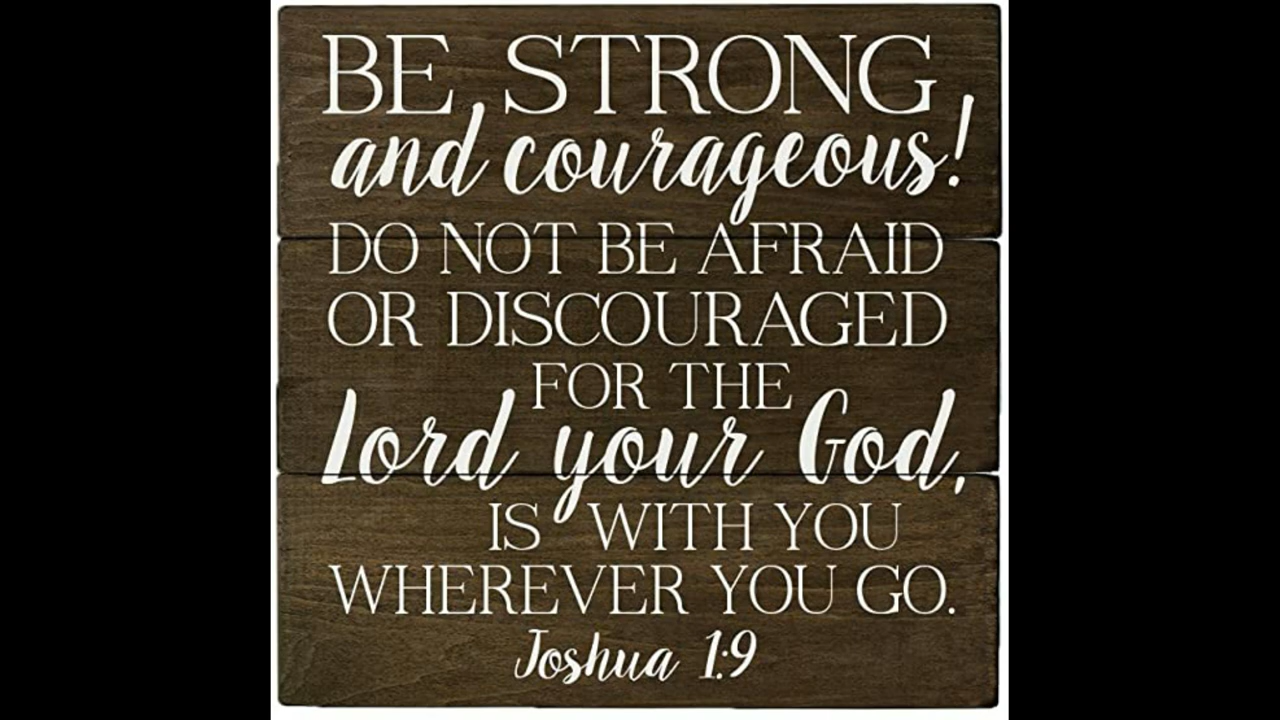 BE STRONG
and courageous!
DO NOT BE AFRAID
OR DISCOURAGED
FOR THE
Lord your God,
IS WITH YOU
WHEREVER YOU GO.
Joshua 1:9